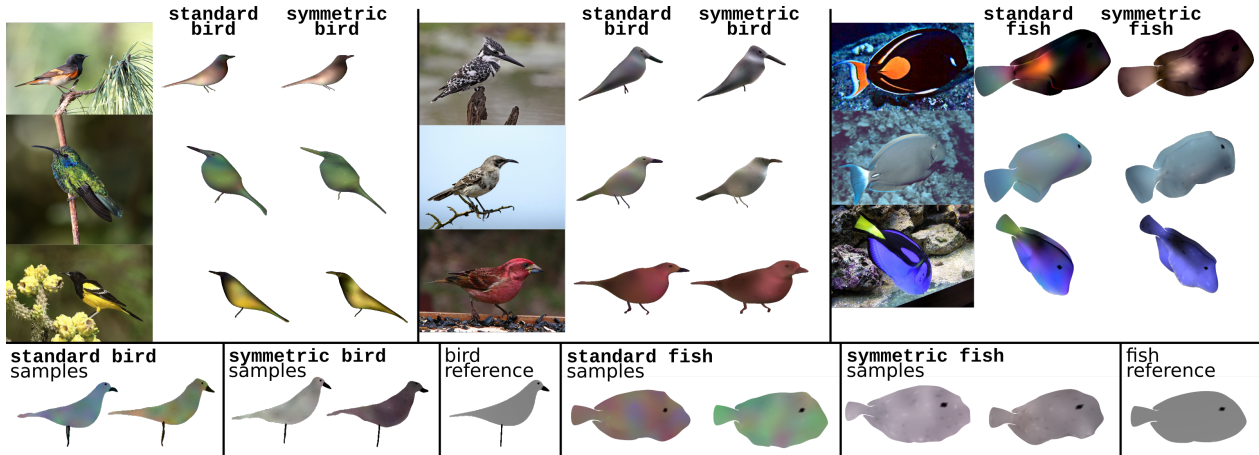 standard
bird
symmetric
bird
standard
bird
symmetric
bird
standard
fish
symmetric
fish
standard bird
samples
symmetric bird
samples
bird
reference
standard fish
samples
symmetric fish
samples
fish
reference